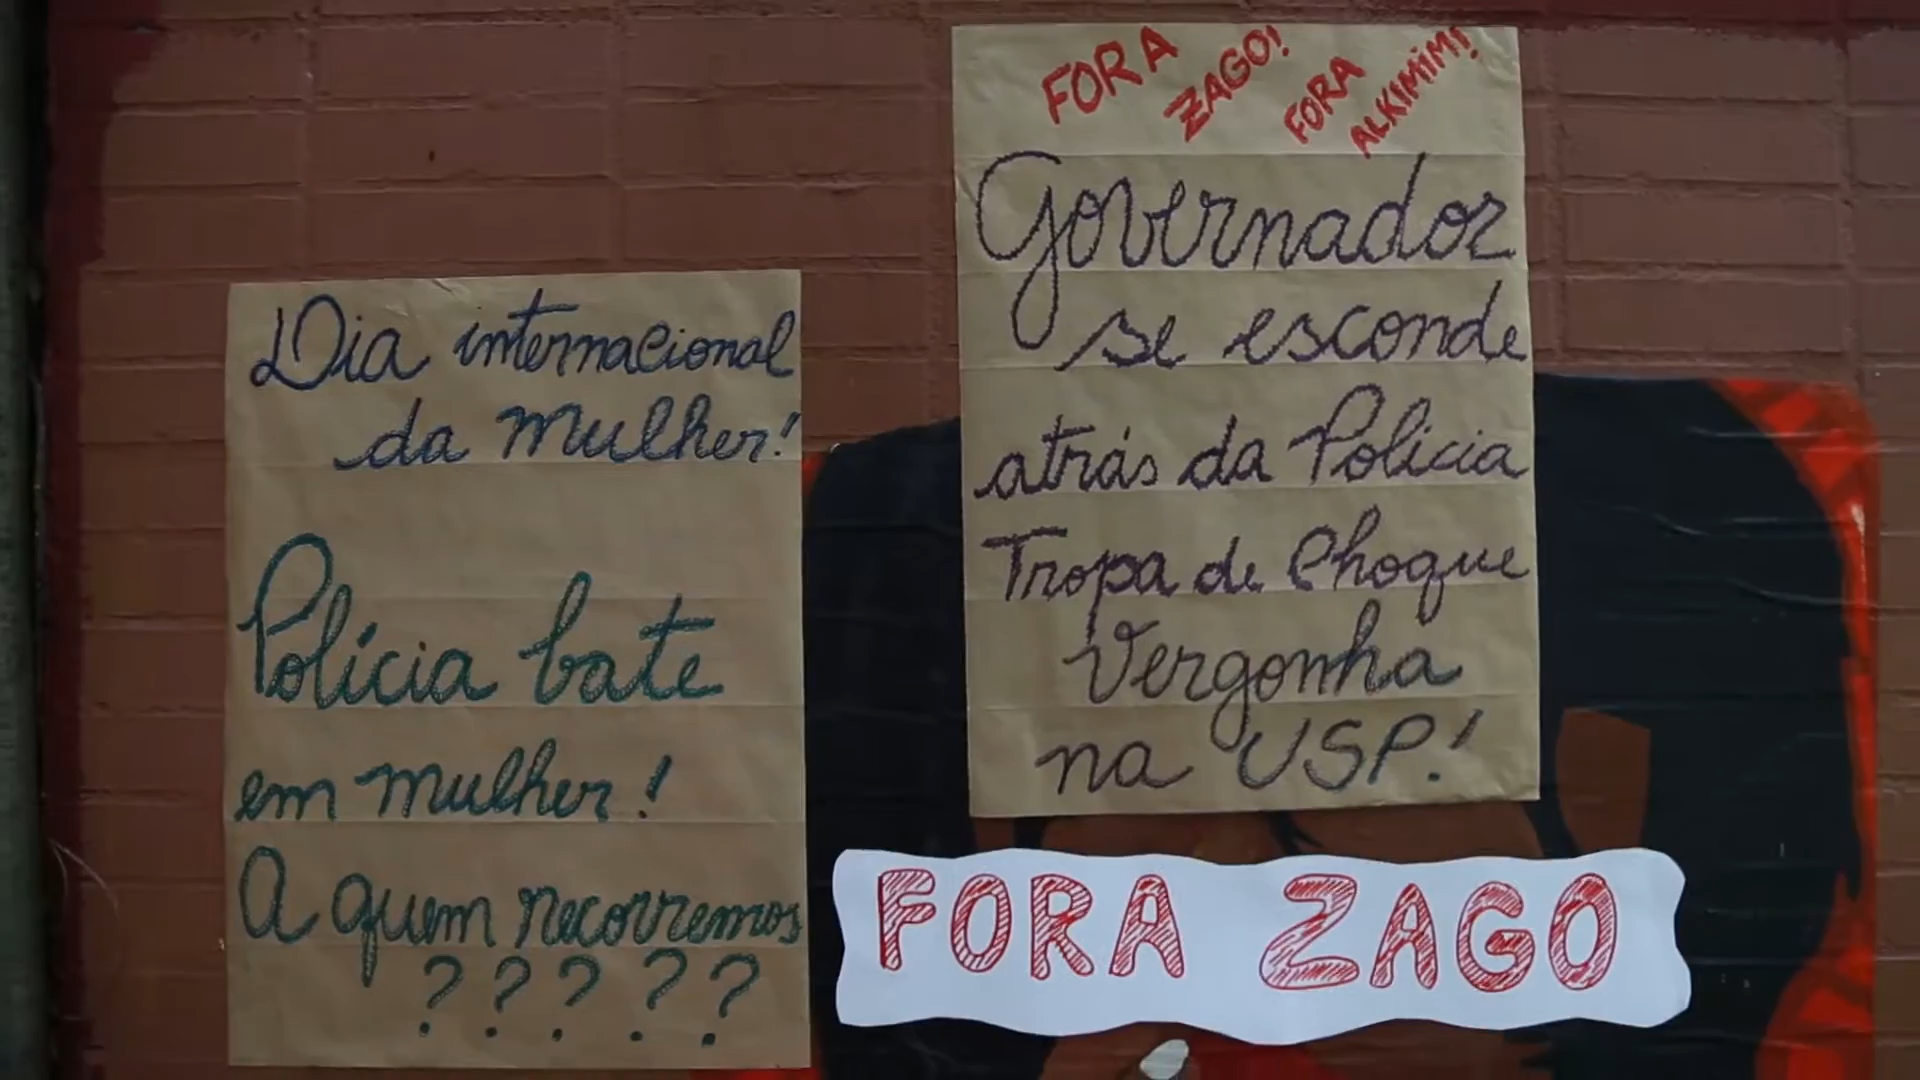 Dia internacional
da mulher!
Polícia bate
em mulher!
A quem recorremos
?????
FORA
ZAGO!
FORA
ALKIMIM!
Governador
se esconde
atrás da Polícia
Tropa de Choque
Vergonha
na USP!
FORA ZAGO